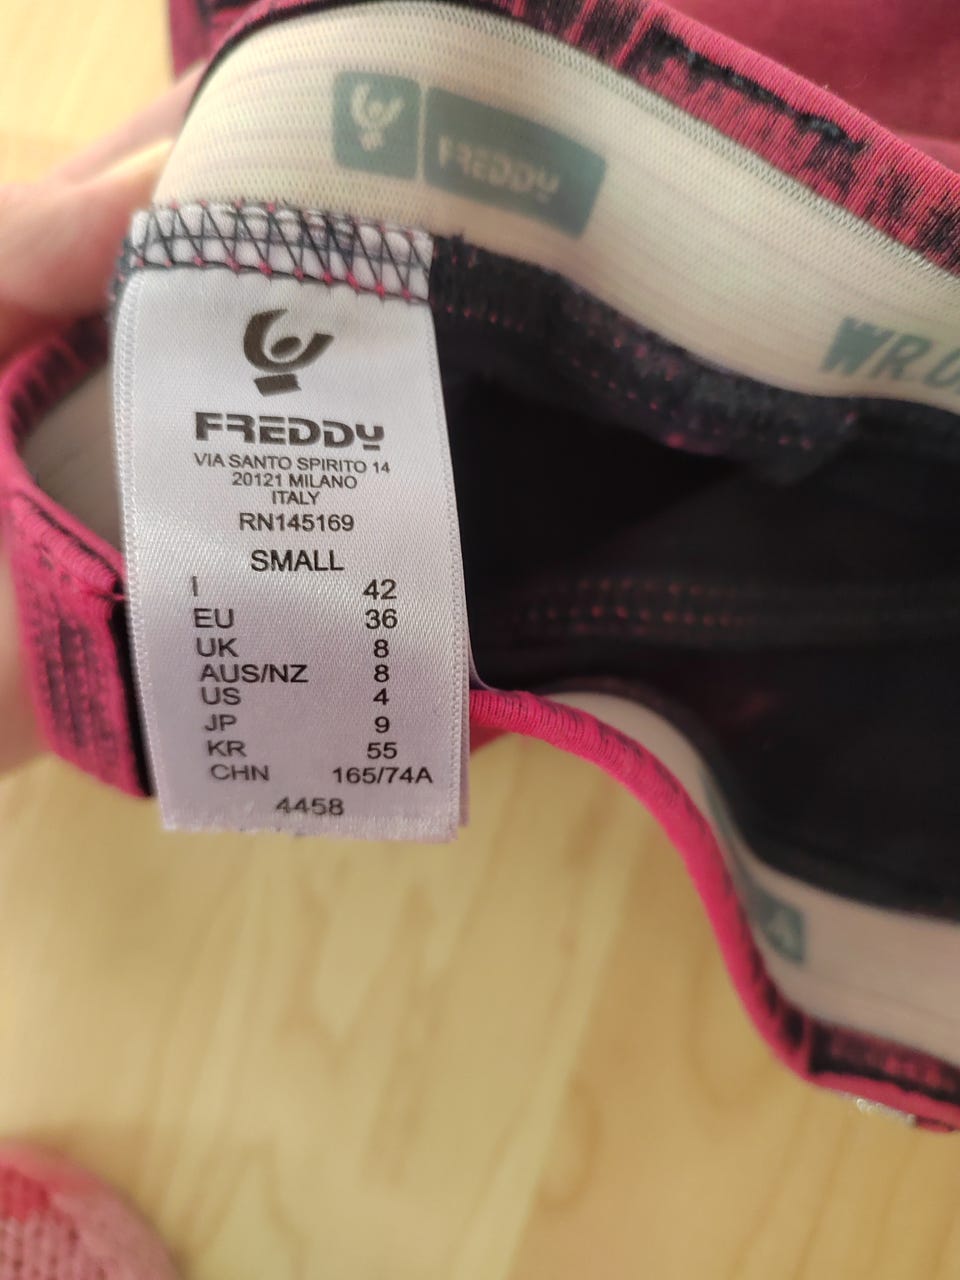 FREDDY
FREDDY
VIA SANTO SPIRITO 14
20121 MILANO
ITALY
RN145169
SMALL
I 42
EU 36
UK 8
AUS/NZ 8
US 4
JP 9
KR 55
CHN 165/74A
4458